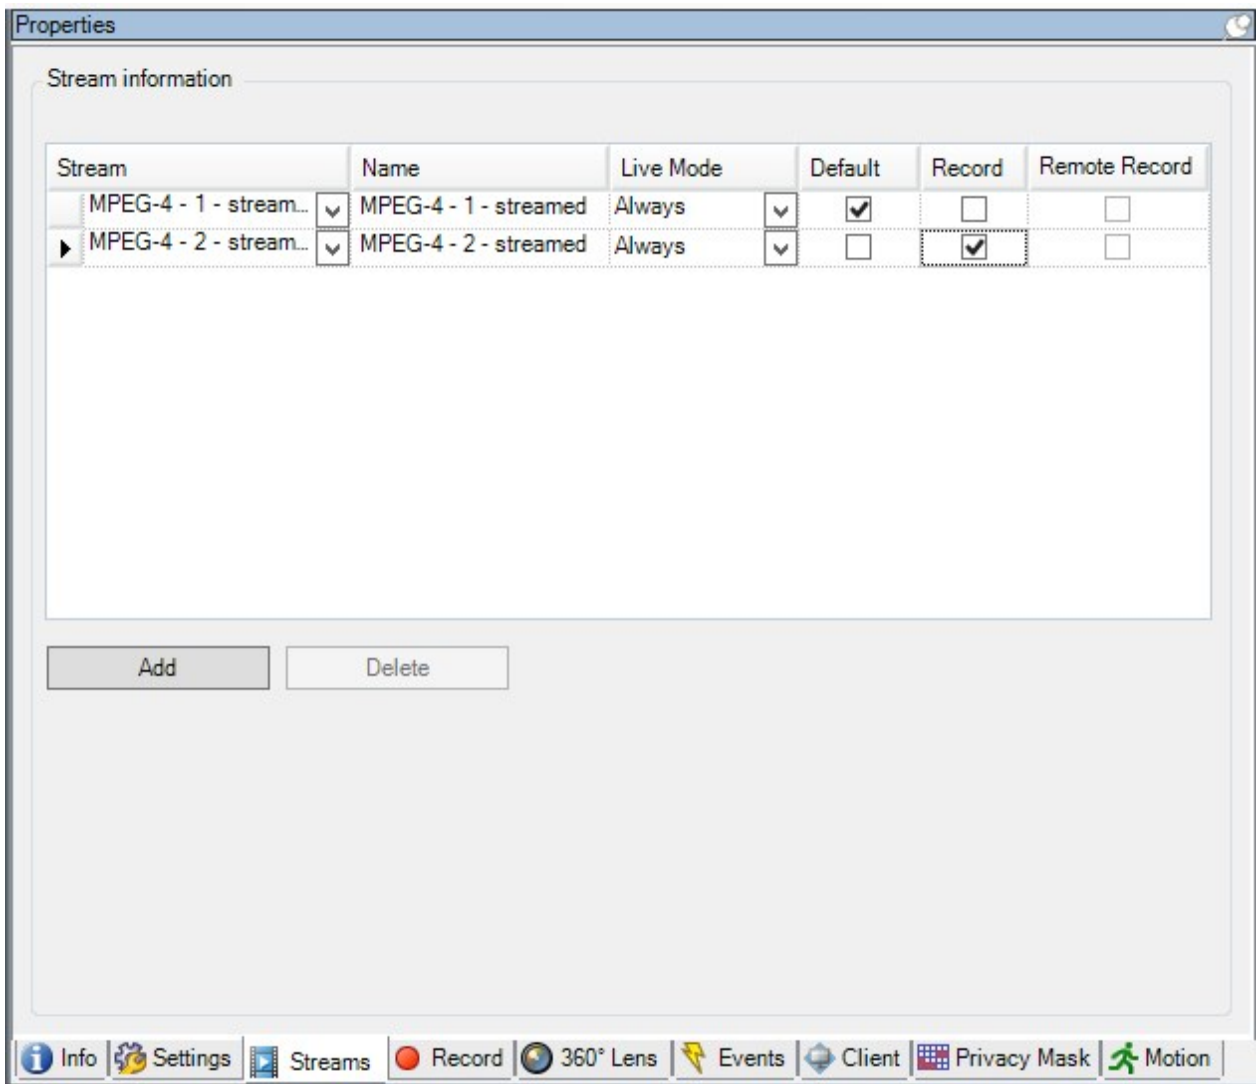 Properties
Stream information
Stream Name Live Mode Default Record Remote Record
MPEG-4 - 1 - stream... MPEG-4 - 1 - streamed Always
MPEG-4 - 2 - stream... MPEG-4 - 2 - streamed Always
Add Delete
Info Settings Streams Record 360° Lens Events Client Privacy Mask Motion